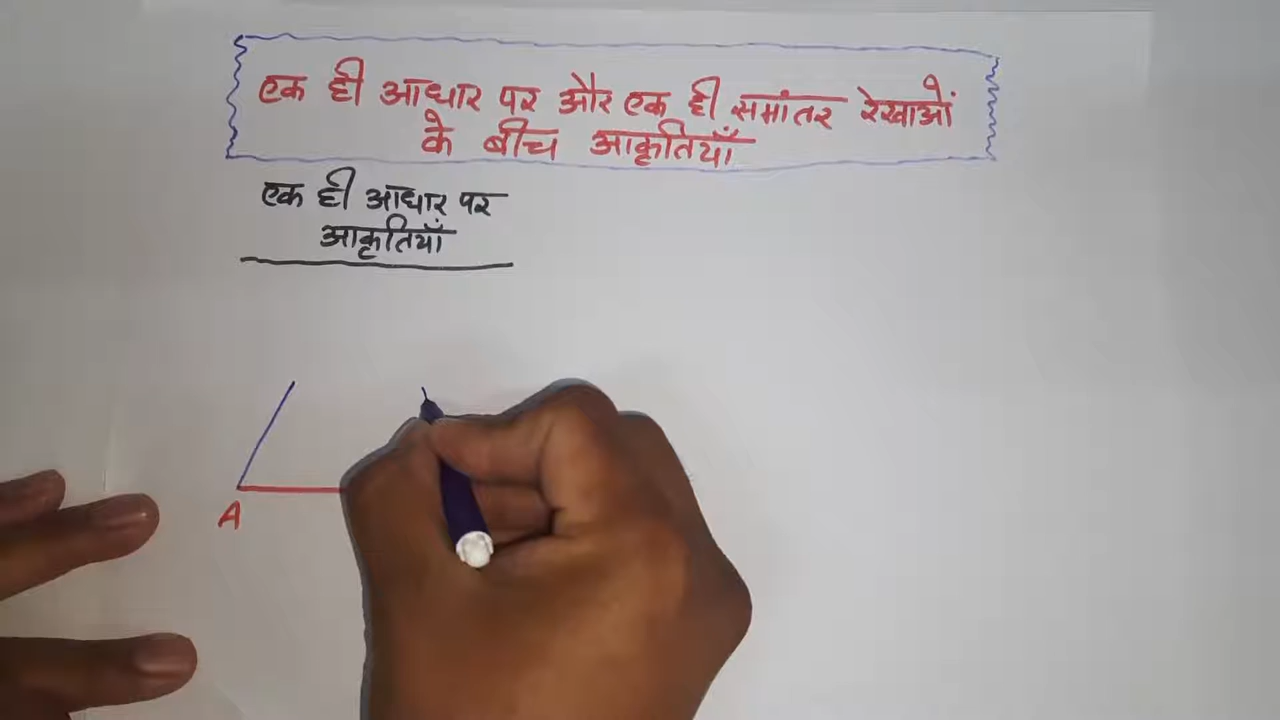 एक ही आधार पर और एक ही समांतर रेखाओं
के बीच आकृतियाँ
एक ही आधार पर
आकृतियाँ
A